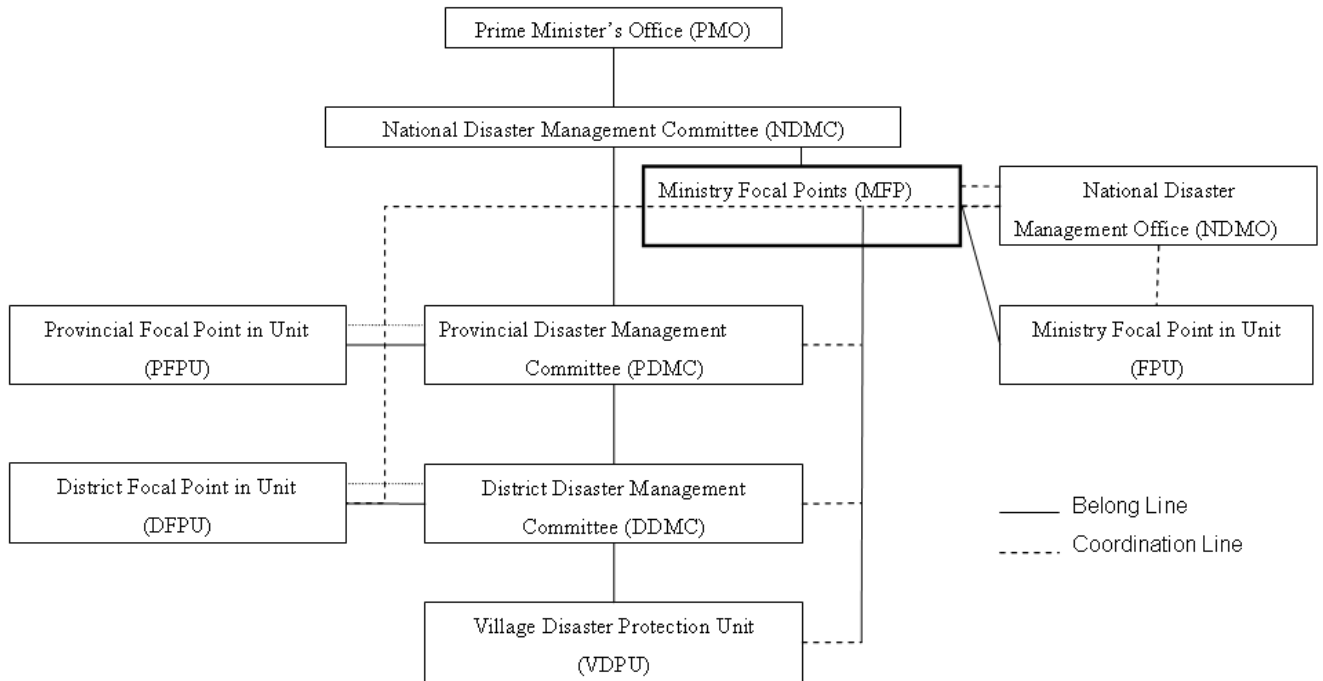 Prime Minister’s Office (PMO)
National Disaster Management Committee (NDMC)
Ministry Focal Points (MFP)
National Disaster
Management Office (NDMO)
Provincial Focal Point in Unit
(PFPU)
Provincial Disaster Management
Committee (PDMC)
Ministry Focal Point in Unit
(FPU)
District Focal Point in Unit
(DFPU)
District Disaster Management
Committee (DDMC)
Belong Line
Coordination Line
Village Disaster Protection Unit
(VDPU)